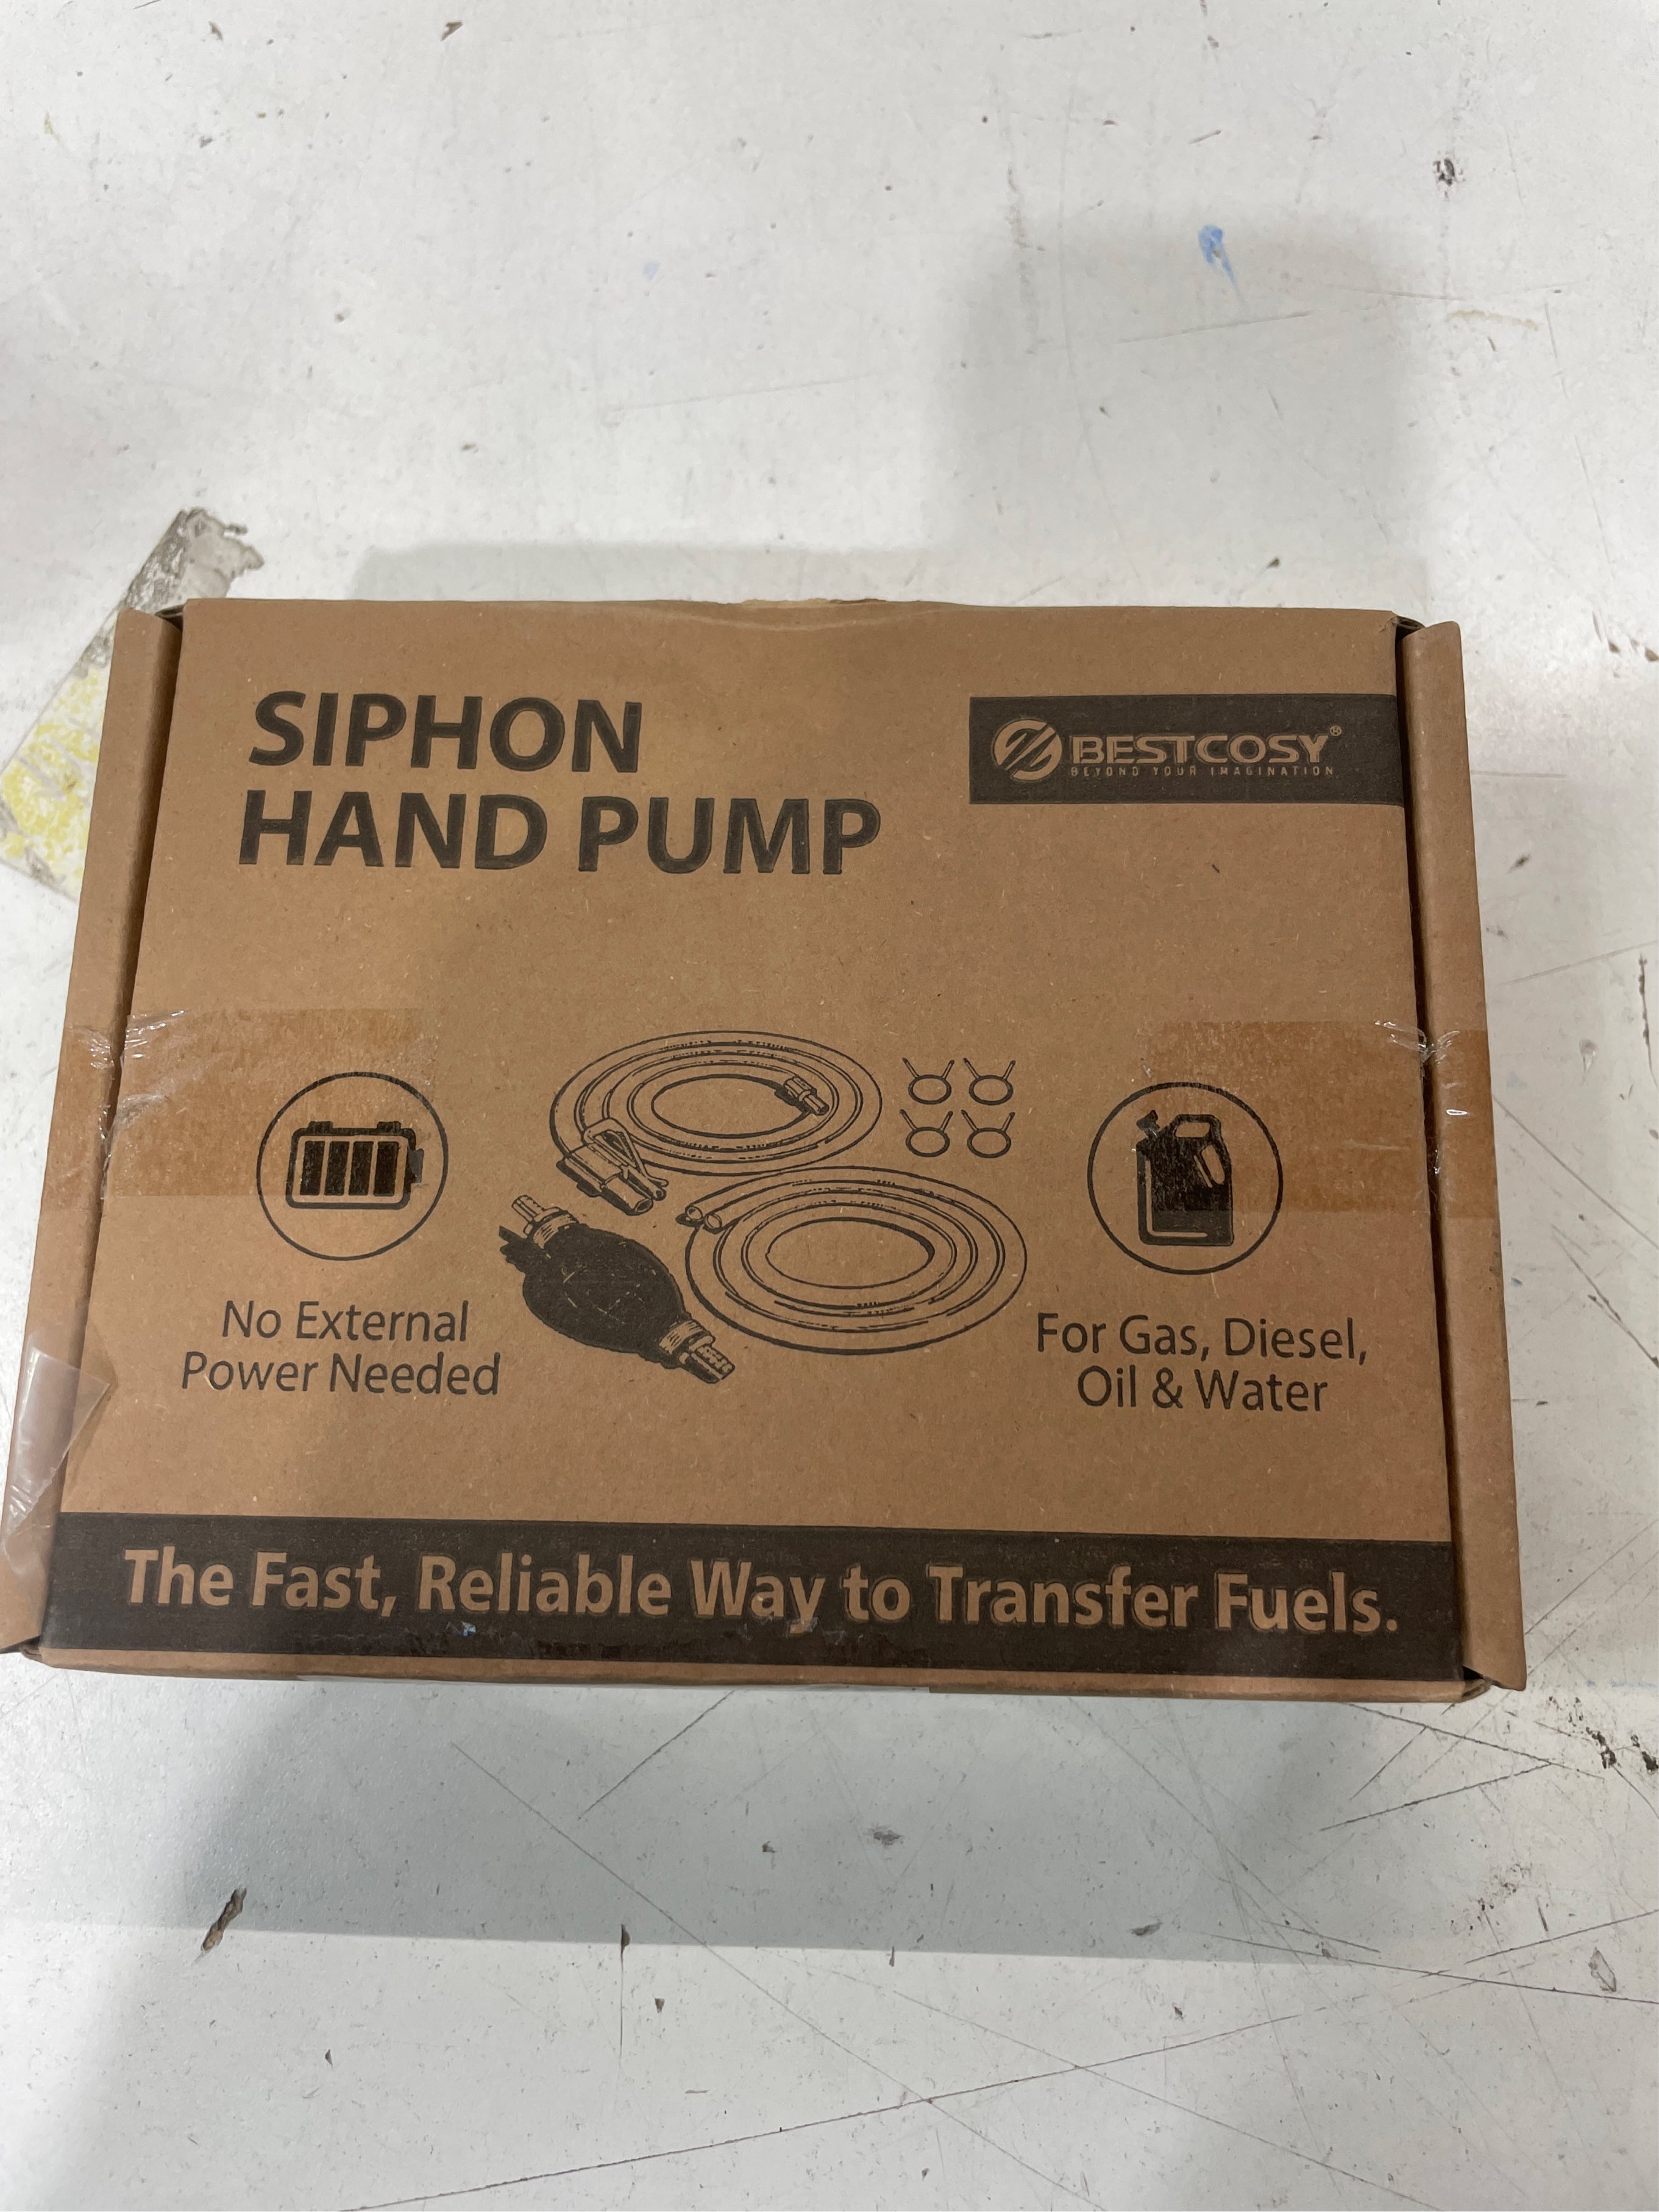 SIPHON
HAND PUMP
BESTCOSY®
BEYOND YOUR IMAGINATION
No External
Power Needed
For Gas, Diesel,
Oil & Water
The Fast, Reliable Way to Transfer Fuels.